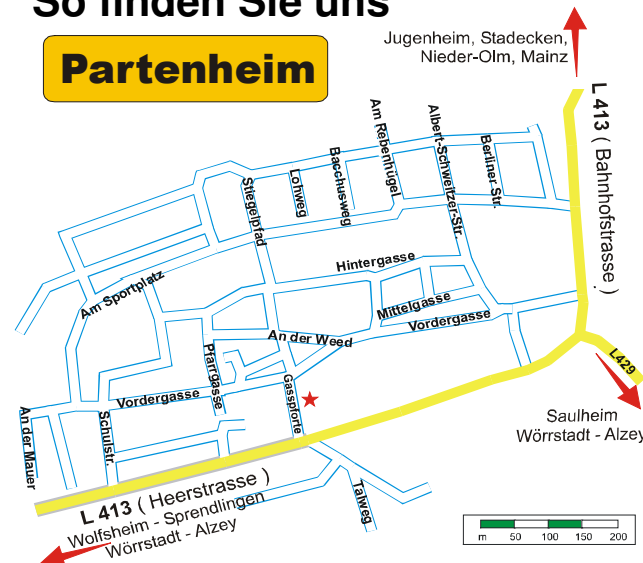 So finden Sie uns
Partenheim
Jugenheim, Stadecken,
Nieder-Olm, Mainz
L 413 ( Bahnhofstrasse )
Am Rebenhügel
Albert-Schweitzer-Str.
Berliner Str.
Bacchusweg
Lohweg
Stiegelpfad
Hintergasse
Am Sportplatz
Mittelgasse
Vordergasse
An der Weed
Pfarrgasse
L429
Gasspforte
Vordergasse
An der Mauer
Schulstr.
Saulheim
Wörrstadt - Alzey
L 413 ( Heerstrasse )
Wolfsheim - Sprendlingen
Wörrstadt - Alzey
Talweg
m 50 100 150 200